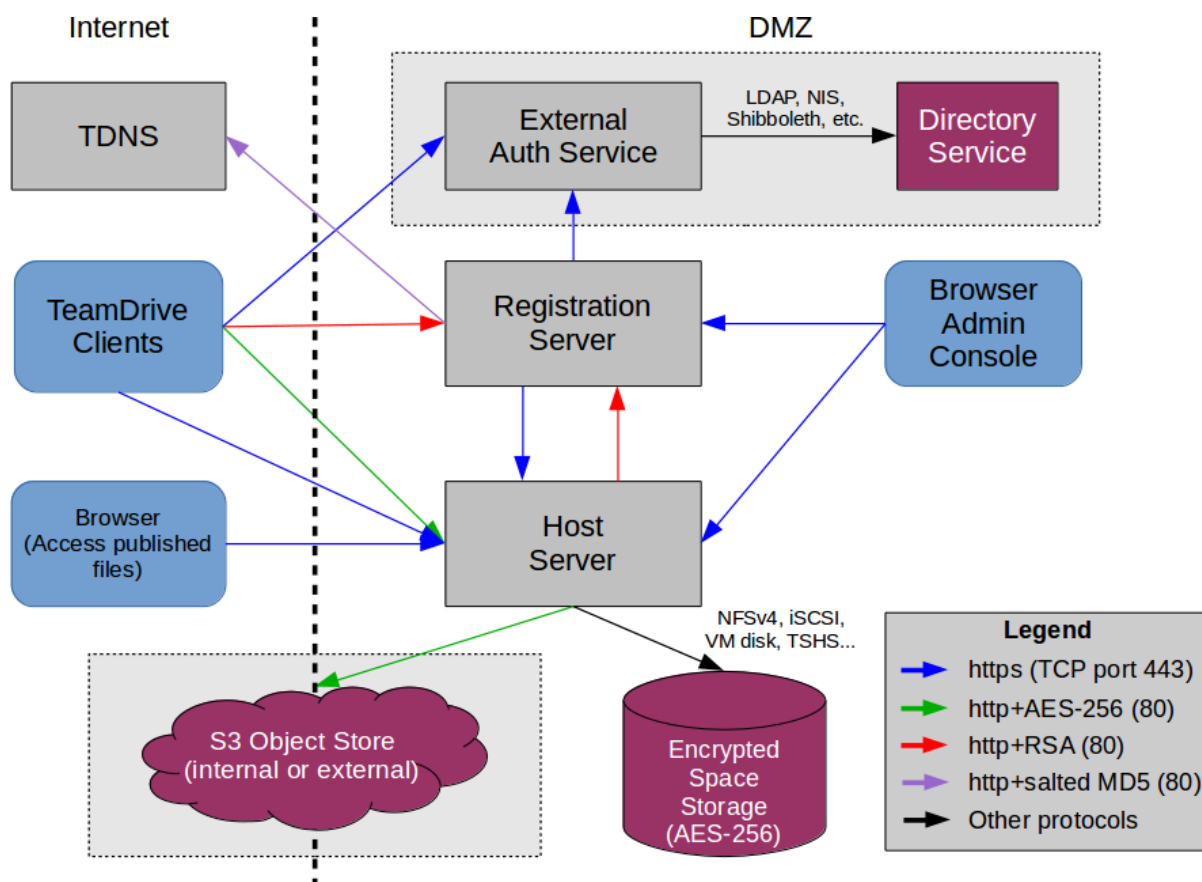 Internet
DMZ
TDNS
External
Auth Service
LDAP, NIS,
Shibboleth, etc.
Directory
Service
TeamDrive
Clients
Registration
Server
Browser
Admin
Console
Browser
(Access published
files)
Host
Server
NFSv4, iSCSI,
VM disk, TSHS...
S3 Object Store
(internal or external)
Encrypted
Space
Storage
(AES-256)
Legend
https (TCP port 443)
http+AES-256 (80)
http+RSA (80)
http+salted MD5 (80)
Other protocols